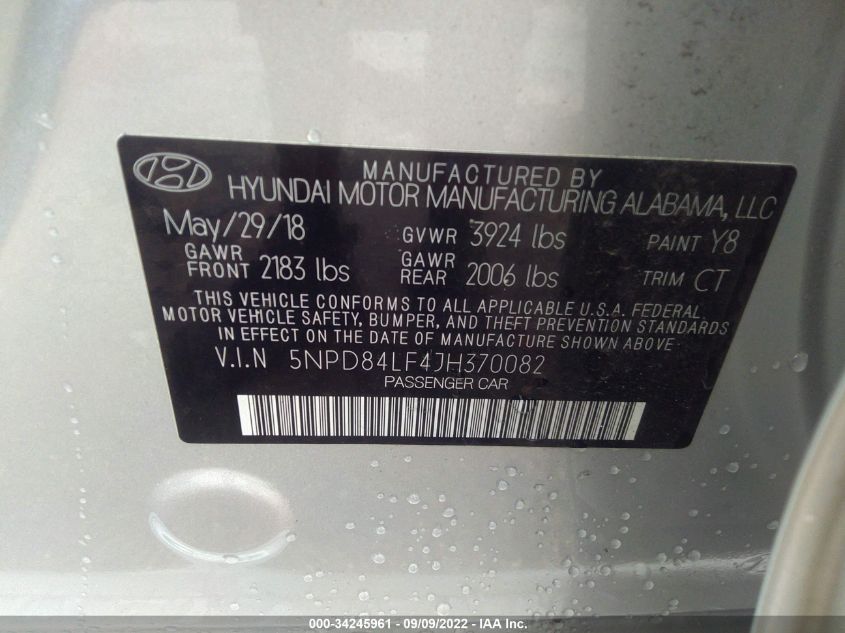 MANUFACTURED BY
HYUNDAI MOTOR MANUFACTURING ALABAMA, LLC
May/29/18 GVWR 3924 lbs PAINT Y8
GAWR FRONT 2183 lbs GAWR REAR 2006 lbs TRIM CT
THIS VEHICLE CONFORMS TO ALL APPLICABLE U.S.A. FEDERAL
MOTOR VEHICLE SAFETY, BUMPER, AND THEFT PREVENTION STANDARDS
IN EFFECT ON THE DATE OF MANUFACTURE SHOWN ABOVE.
V.I.N 5NPD84LF4JH370082
PASSENGER CAR
000-34245961 - 09/09/2022 - IAA Inc.